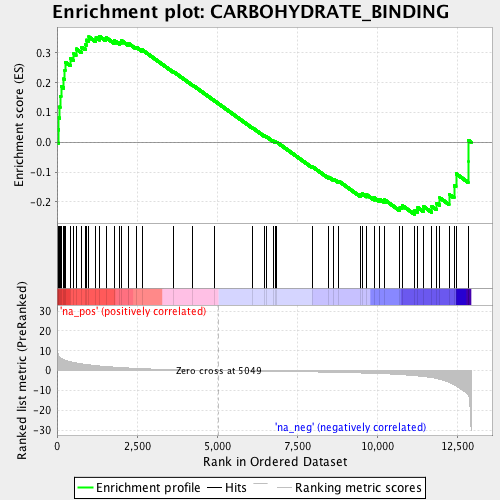 Enrichment plot: CARBOHYDRATE_BINDING
Enrichment score (ES)
0.3
0.2
0.1
0.0
-0.1
-0.2
Ranked list metric (PreRanked)
30
20
10
0
-10
-20
-30
'na_pos' (positively correlated)
Zero cross at 5049
'na_neg' (negatively correlated)
0 2,500 5,000 7,500 10,000 12,500
Rank in Ordered Dataset
Enrichment profile Hits Ranking metric scores